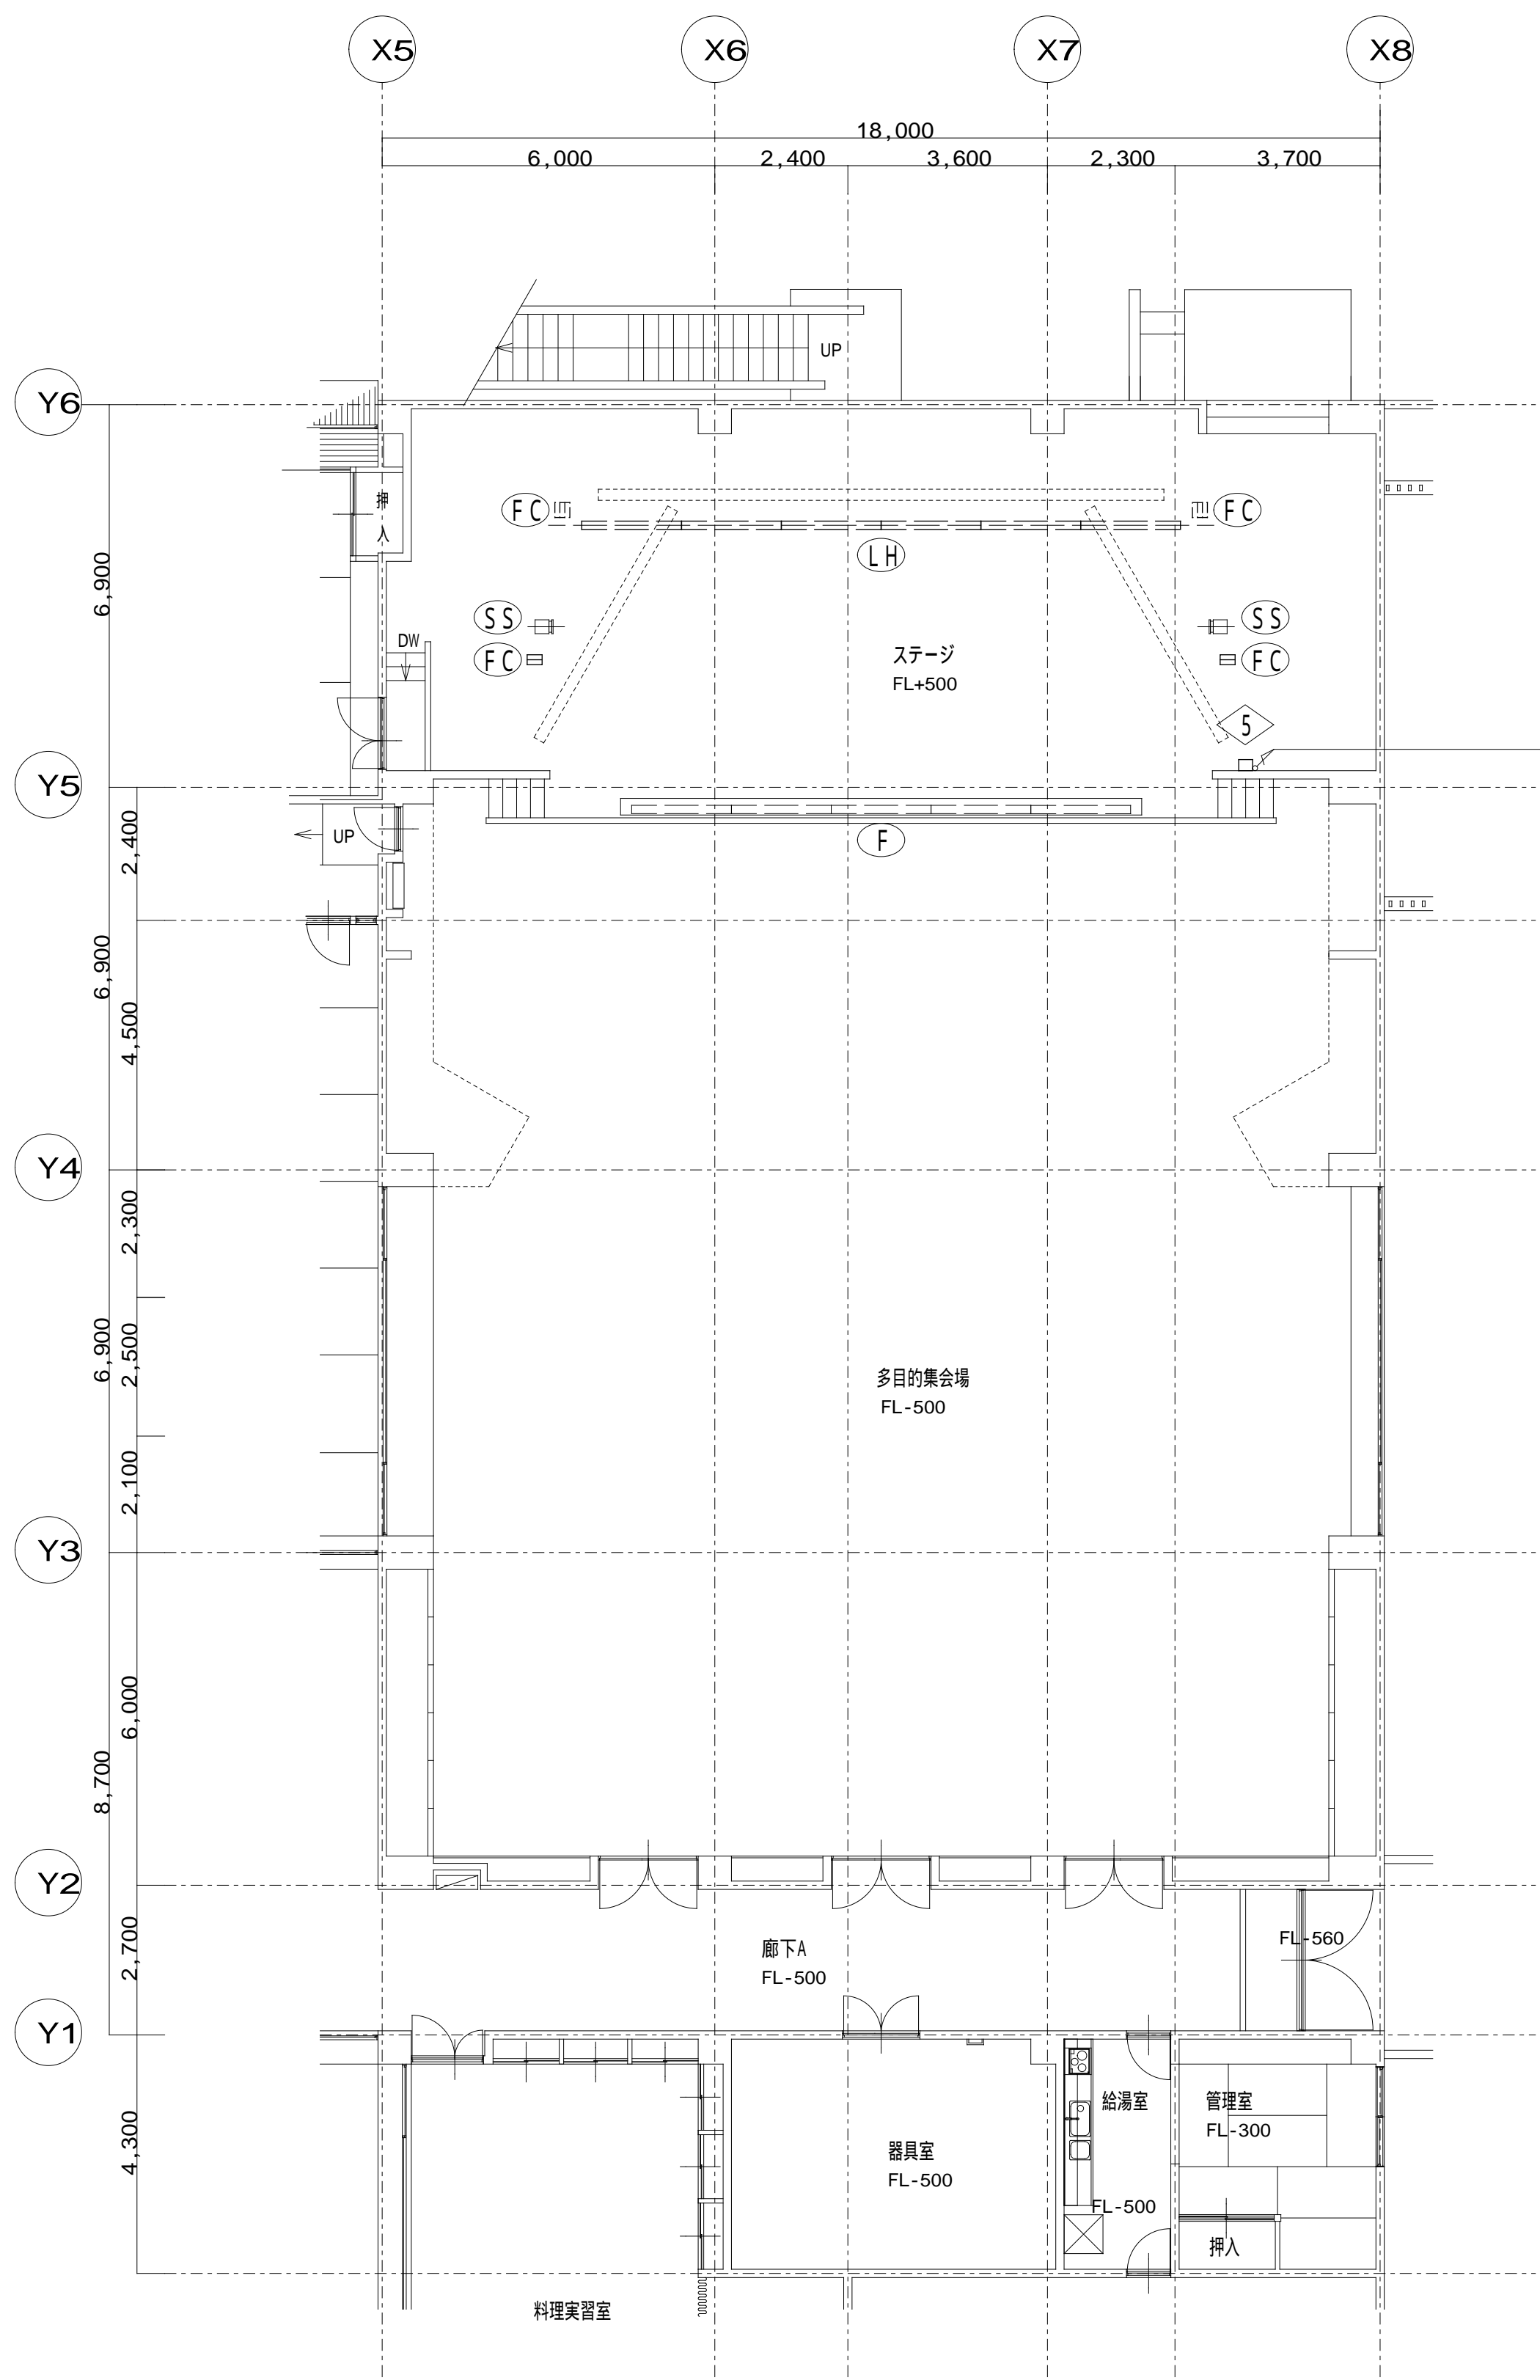 X5
X6
X7
X8
18,000
6,000
2,400
3,600
2,300
3,700
UP
Y6
押
入
FC
FC
LH
6,900
SS
SS
DW
FC
FC
ステージ
FL+500
5
Y5
UP
F
2,400
6,900
4,500
Y4
2,300
6,900
2,500
多目的集会場
FL-500
2,100
Y3
6,000
8,700
Y2
2,700
廊下A
FL-500
FL-560
Y1
4,300
給湯室
管理室
FL-300
器具室
FL-500
FL-500
押入
料理実習室